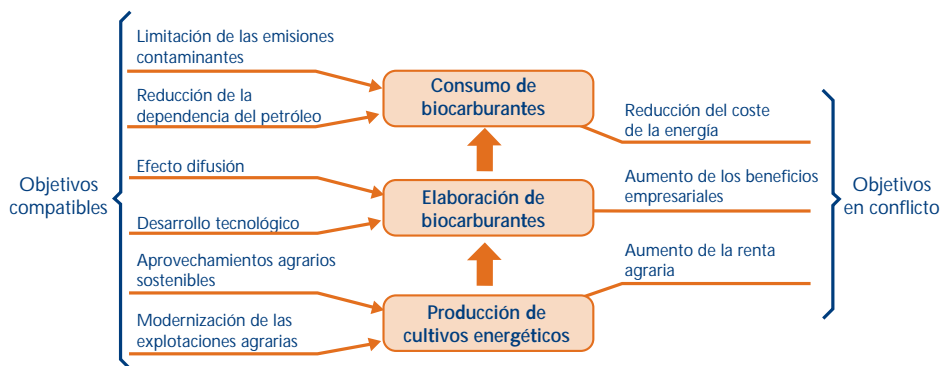 Limitación de las emisiones
contaminantes
Reducción de la
dependencia del petróleo
Efecto difusión
Desarrollo tecnológico
Aprovechamientos agrarios
sostenibles
Modernización de las
explotaciones agrarias
Objetivos
compatibles
Consumo de
biocarburantes
Elaboración de
biocarburantes
Producción de
cultivos energéticos
Reducción del coste
de la energía
Aumento de los beneficios
empresariales
Aumento de la renta
agraria
Objetivos
en conflicto